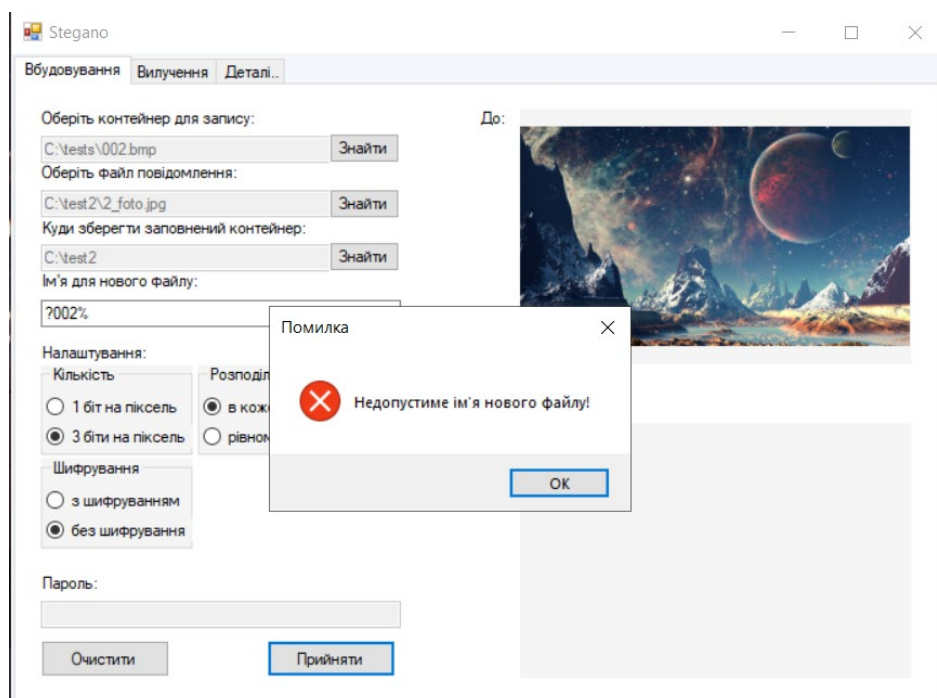 Stegano
Вбудовування Вилучення Деталі..
Оберіть контейнер для запису:
До:
C:\tests\002.bmp Знайти
Оберіть файл повідомлення:
C:\test2\2_foto.jpg Знайти
Куди зберегти заповнений контейнер:
C:\test2 Знайти
Ім'я для нового файлу:
?002%
Помилка
Недопустиме ім'я нового файлу!
OK
Налаштування:
Кількість Розподіл
1 біт на піксель
3 біти на піксель
Шифрування
з шифруванням
без шифрування
Пароль:
Очистити Прийняти